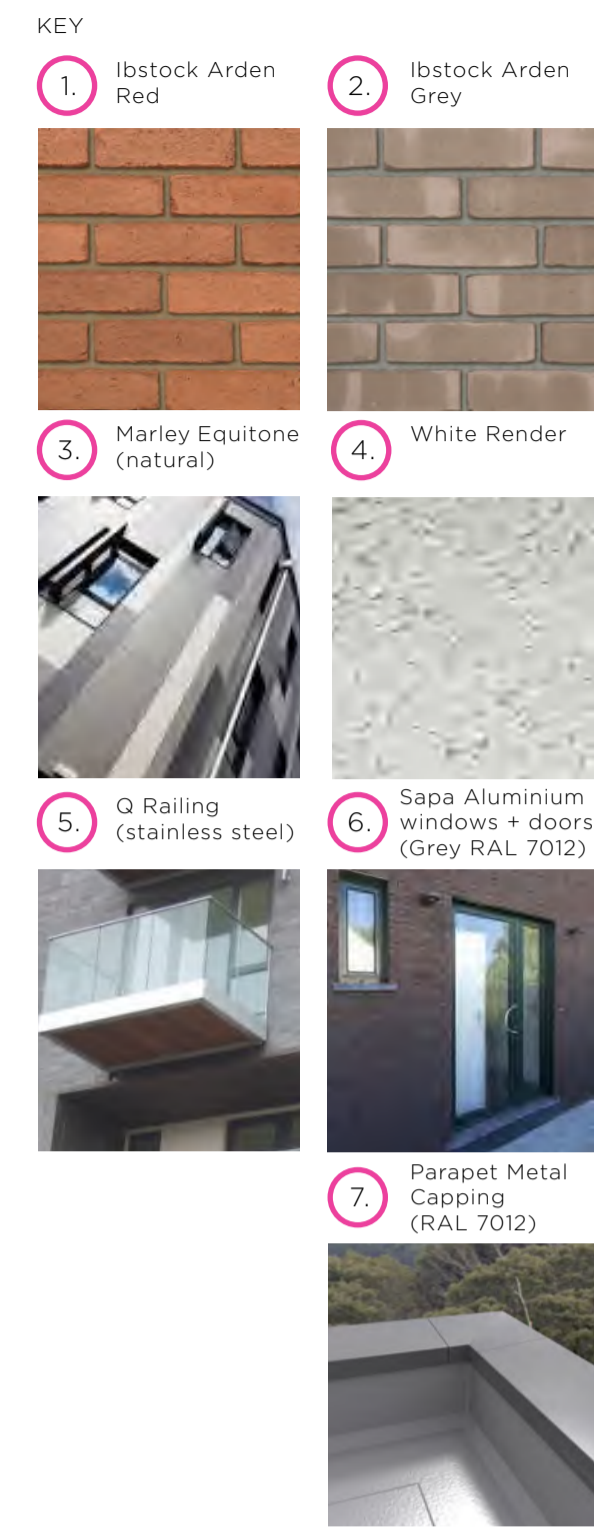 KEY
1.
Ibstock Arden
Red
2.
Ibstock Arden
Grey
3.
Marley Equitone
(natural)
4.
White Render
5.
Q Railing
(stainless steel)
6.
Sapa Aluminium
windows + doors
(Grey RAL 7012)
7.
Parapet Metal
Capping
(RAL 7012)